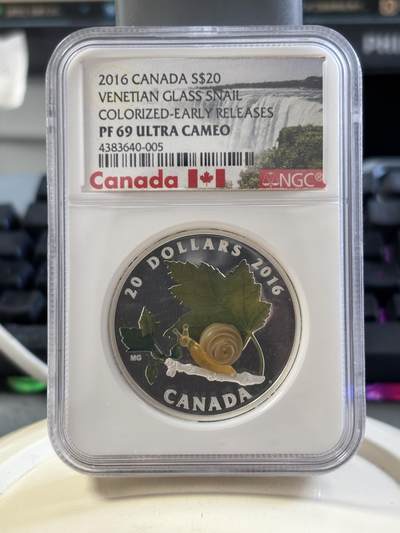 2016 CANADA S$20
VENETIAN GLASS SNAIL
COLORIZED-EARLY RELEASES
PF 69 ULTRA CAMEO
4383640-005
Canada
NGC®
20 DOLLARS 2016
MG
CANADA